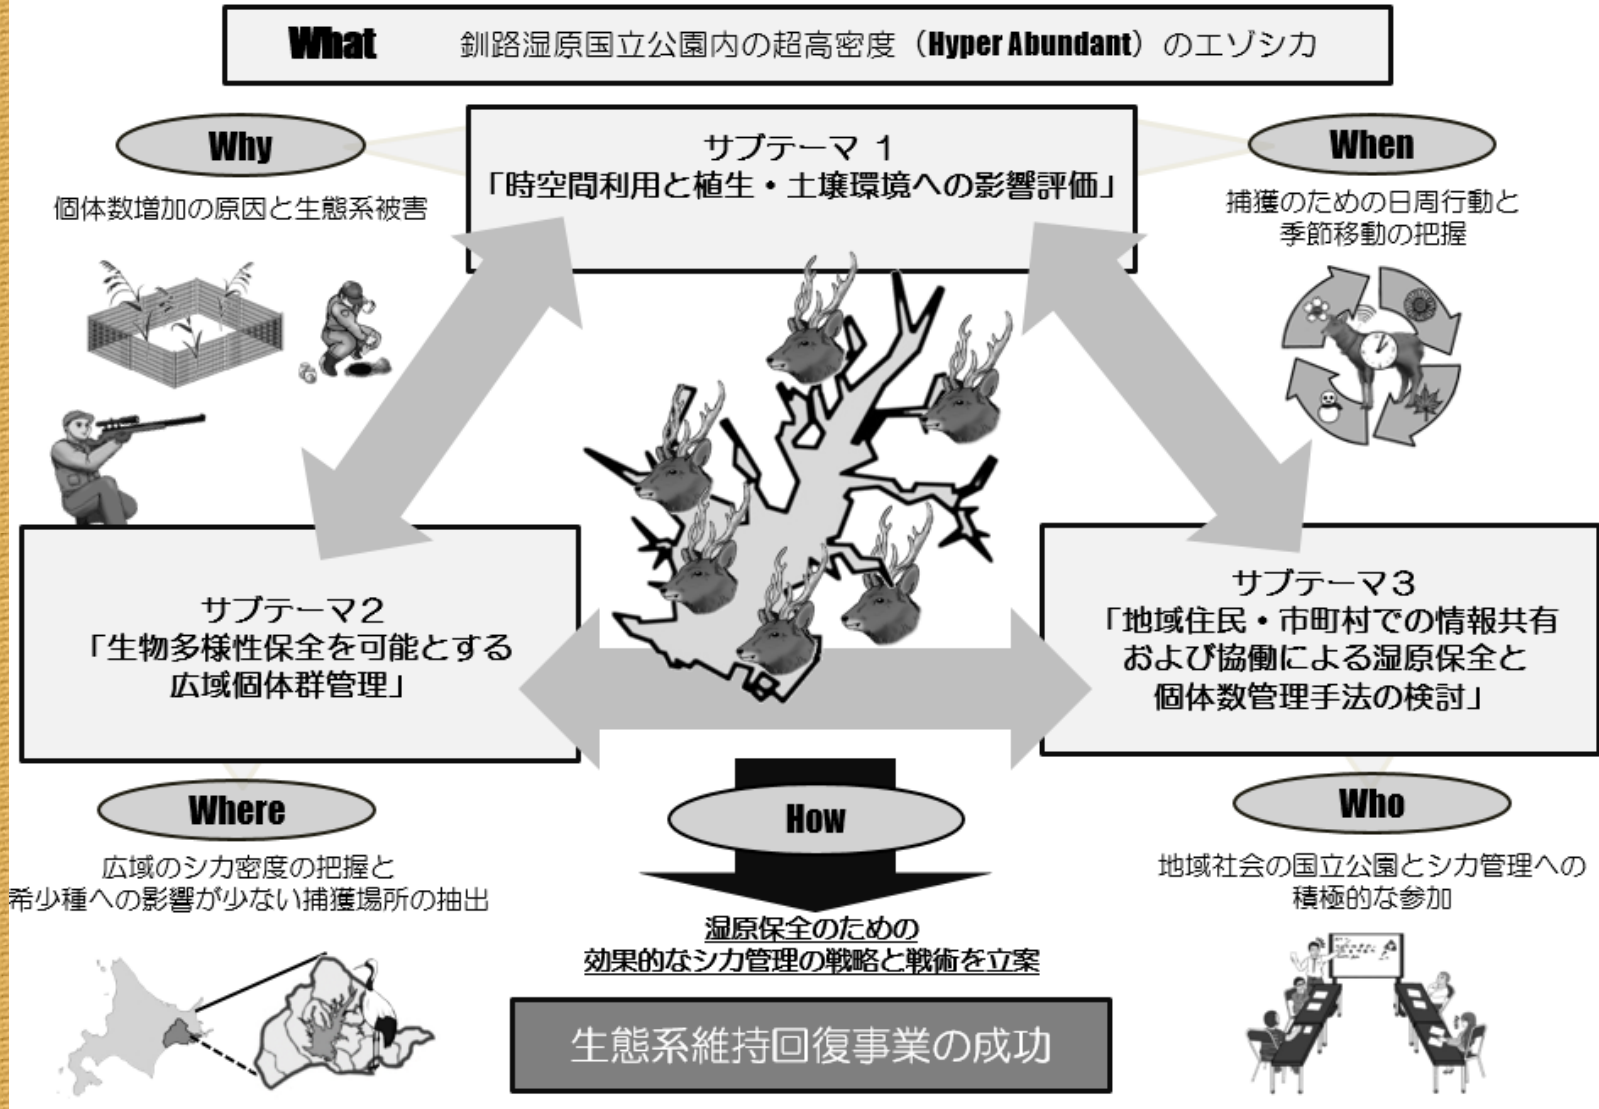 What 釧路湿原国立公園内の超高密度（Hyper Abundant）のエゾシカ
Why
個体数増加の原因と生態系被害
サブテーマ 1
「時空間利用と植生・土壌環境への影響評価」
When
捕獲のための日周行動と
季節移動の把握
サブテーマ2
「生物多様性保全を可能とする
広域個体群管理」
サブテーマ3
「地域住民・市町村での情報共有
および協働による湿原保全と
個体数管理手法の検討」
Where
広域のシカ密度の把握と
希少種への影響が少ない捕獲場所の抽出
How
湿原保全のための
効果的なシカ管理の戦略と戦術を立案
Who
地域社会の国立公園とシカ管理への
積極的な参加
生態系維持回復事業の成功